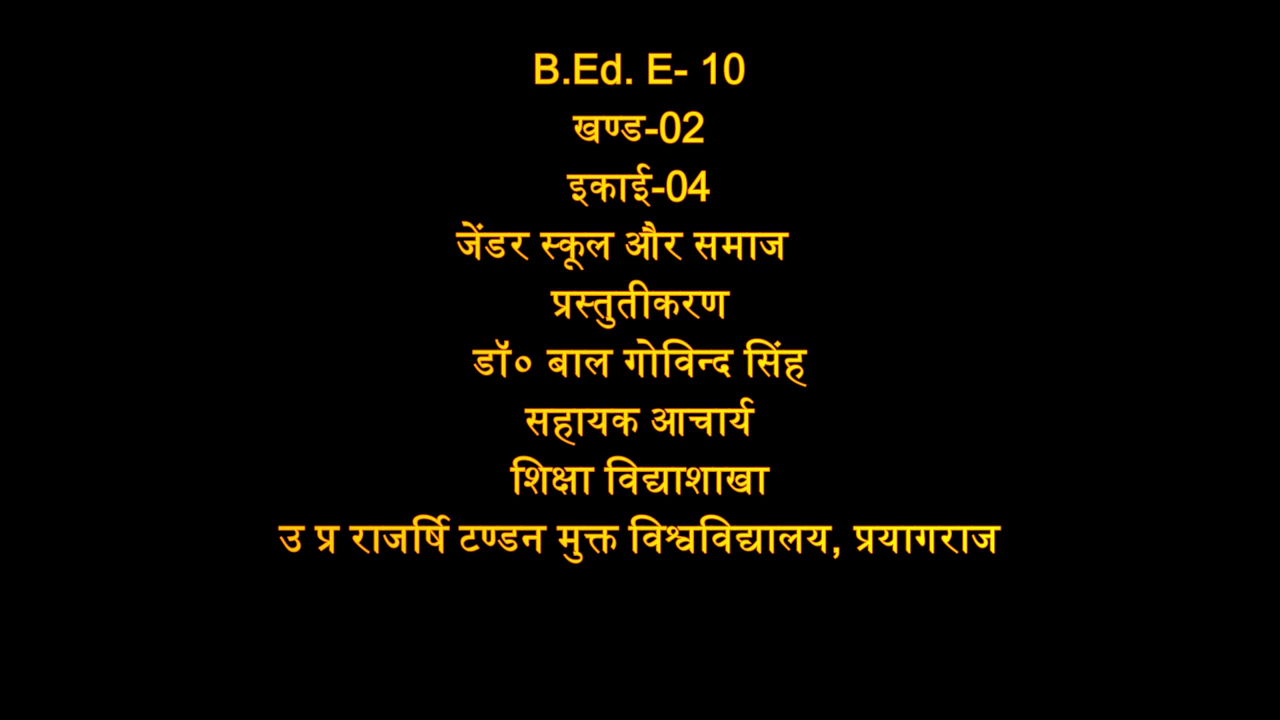 B.Ed. E- 10
खण्ड-02
इकाई-04
जेंडर स्कूल और समाज
प्रस्तुतीकरण
डॉ० बाल गोविन्द सिंह
सहायक आचार्य
शिक्षा विद्याशाखा
उ प्र राजर्षि टण्डन मुक्त विश्वविद्यालय, प्रयागराज